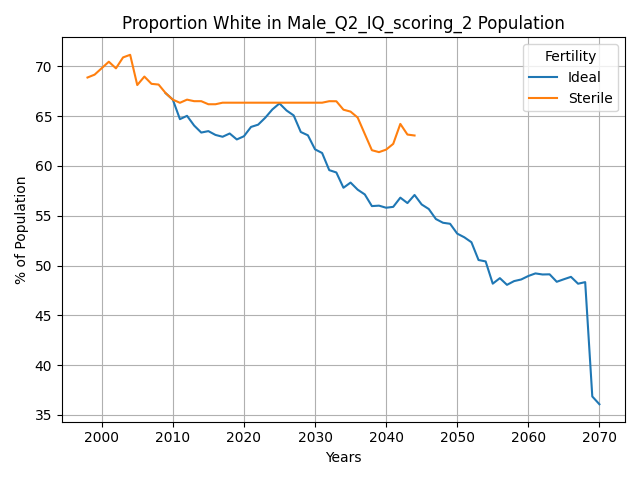 Proportion White in Male_Q2_IQ_scoring_2 Population
Fertility
Ideal
Sterile
% of Population
70
65
60
55
50
45
40
35
2000
2010
2020
2030
2040
2050
2060
2070
Years